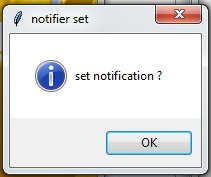 notifier set
set notification ?
OK